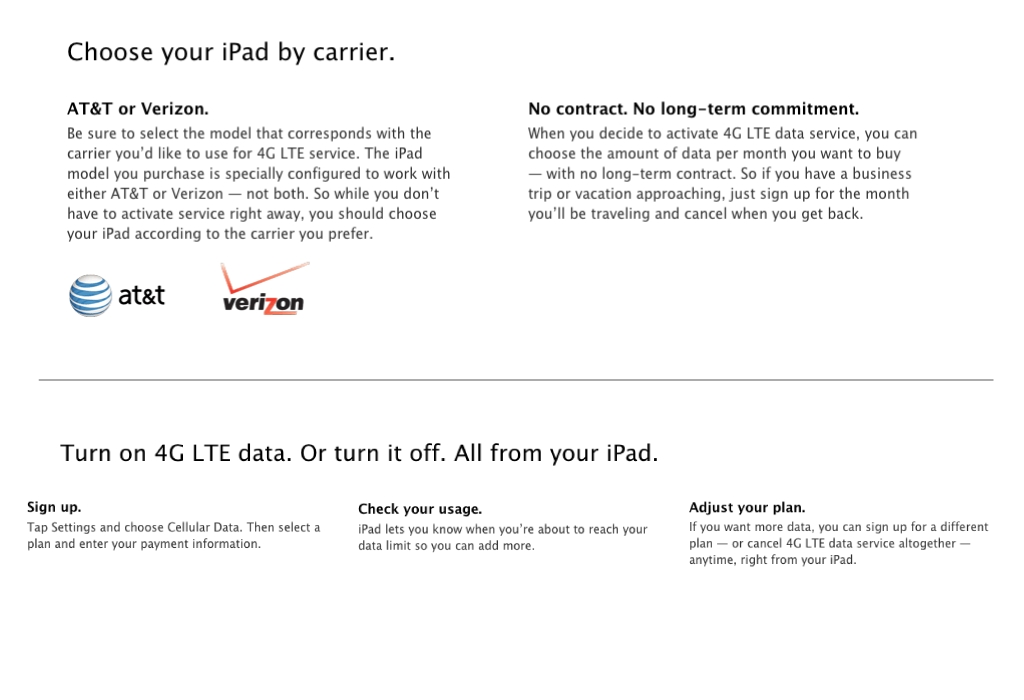 Choose your iPad by carrier.
AT&T or Verizon.
Be sure to select the model that corresponds with the
carrier you’d like to use for 4G LTE service. The iPad
model you purchase is specially configured to work with
either AT&T or Verizon — not both. So while you don’t
have to activate service right away, you should choose
your iPad according to the carrier you prefer.
at&t
verizon
No contract. No long-term commitment.
When you decide to activate 4G LTE data service, you can
choose the amount of data per month you want to buy
— with no long-term contract. So if you have a business
trip or vacation approaching, just sign up for the month
you’ll be traveling and cancel when you get back.
Turn on 4G LTE data. Or turn it off. All from your iPad.
Sign up.
Tap Settings and choose Cellular Data. Then select a
plan and enter your payment information.
Check your usage.
iPad lets you know when you’re about to reach your
data limit so you can add more.
Adjust your plan.
If you want more data, you can sign up for a different
plan — or cancel 4G LTE data service altogether —
anytime, right from your iPad.